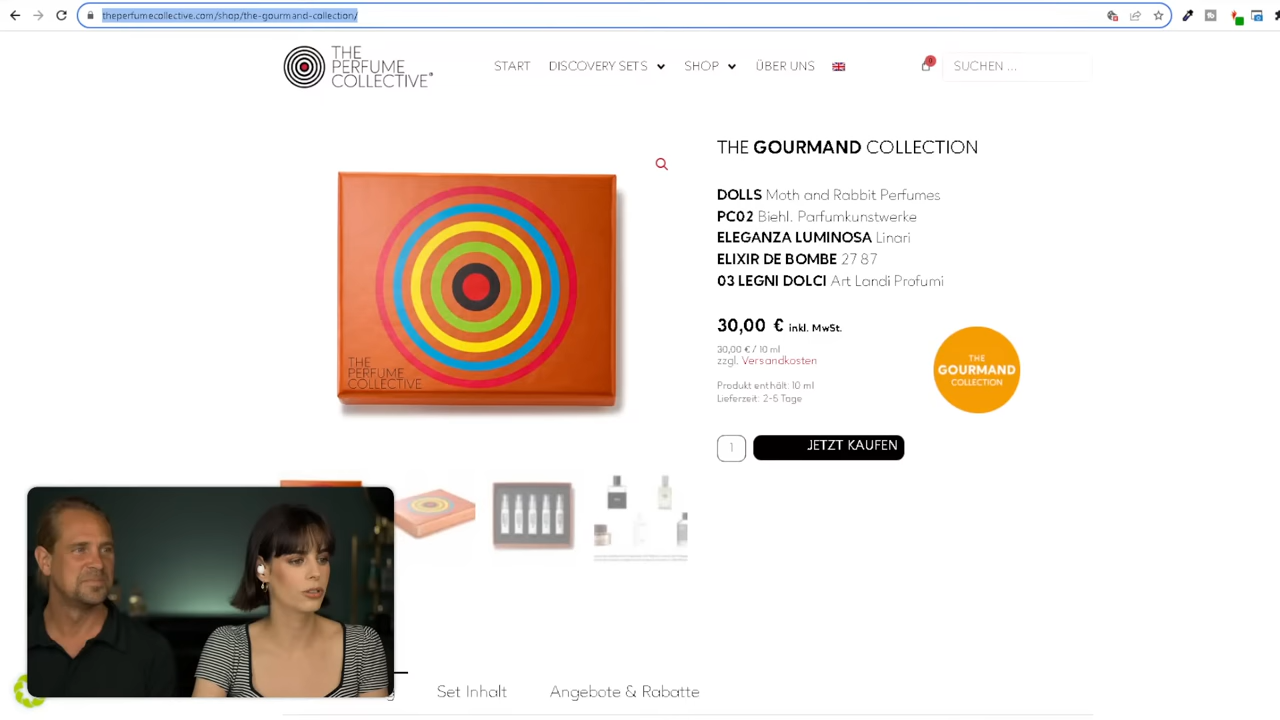 theperfumecollective.com/shop/the-gourmand-collection/
THE
PERFUME
COLLECTIVE®
START
DISCOVERY SETS
SHOP
ÜBER UNS
0
SUCHEN ...
THE GOURMAND COLLECTION
DOLLS Moth and Rabbit Perfumes
PC02 Biehl. Parfumkunstwerke
ELEGANZA LUMINOSA Linari
ELIXIR DE BOMBE 27 87
03 LEGNI DOLCI Art Landi Profumi
THE
PERFUME
COLLECTIVE
30,00 € inkl. MwSt.
30,00 € / 10 ml
zzgl. Versandkosten
Produkt enthält: 10 ml
Lieferzeit: 2-5 Tage
THE
GOURMAND
COLLECTION
1
JETZT KAUFEN
Set Inhalt
Angebote & Rabatte